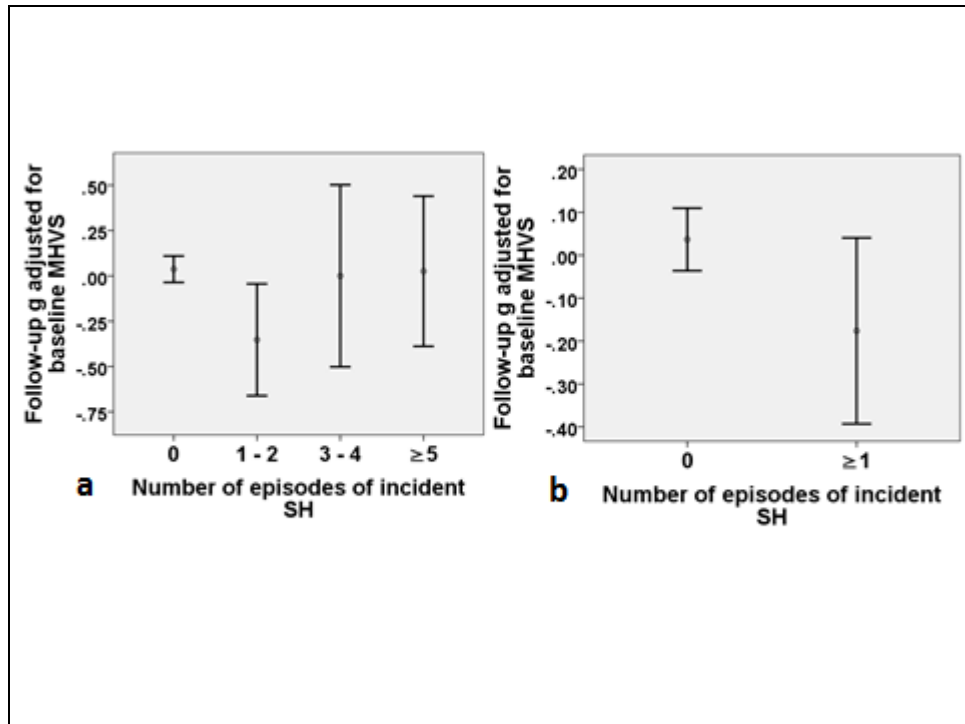 Follow-up g adjusted for
baseline MHVS
.50
.25
.00
-.25
-.50
-.75
0
1 - 2
3 - 4
≥5
a
Number of episodes of incident
SH
Follow-up g adjusted for
baseline MHVS
.20
.10
.00
-.10
-.20
-.30
-.40
0
≥1
b
Number of episodes of incident
SH